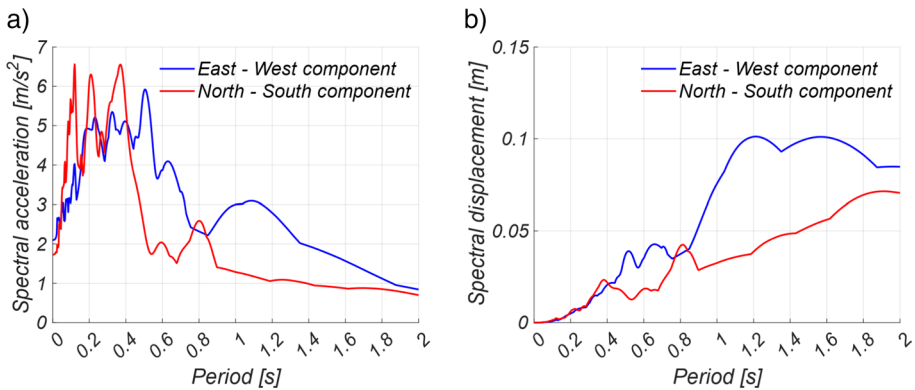 a)
Spectral acceleration [m/s²]
7
6
5
4
3
2
1
0
East - West component
North - South component
0 0.2 0.4 0.6 0.8 1 1.2 1.4 1.6 1.8 2
Period [s]
b)
Spectral displacement [m]
0.15
0.1
0.05
0
East - West component
North - South component
0 0.2 0.4 0.6 0.8 1 1.2 1.4 1.6 1.8 2
Period [s]